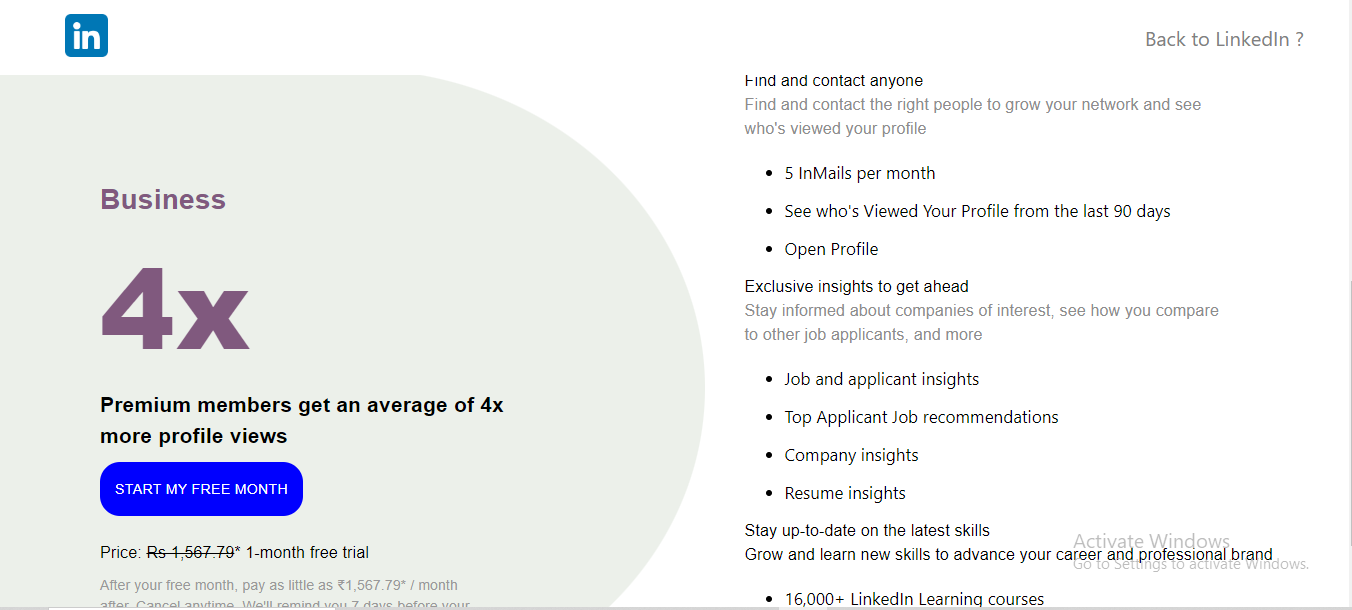 in
Back to LinkedIn ?
Business
4x
Premium members get an average of 4x
more profile views
START MY FREE MONTH
Price: Rs 1,567.79* 1-month free trial
After your free month, pay as little as ₹1,567.79* / month
after. Cancel anytime. We'll remind you 7 days before your
Find and contact anyone
Find and contact the right people to grow your network and see
who's viewed your profile
5 InMails per month
See who's Viewed Your Profile from the last 90 days
Open Profile
Exclusive insights to get ahead
Stay informed about companies of interest, see how you compare
to other job applicants, and more
Job and applicant insights
Top Applicant Job recommendations
Company insights
Resume insights
Stay up-to-date on the latest skills
Grow and learn new skills to advance your career and professional brand
16,000+ LinkedIn Learning courses
Activate Windows
Go to Settings to activate Windows.